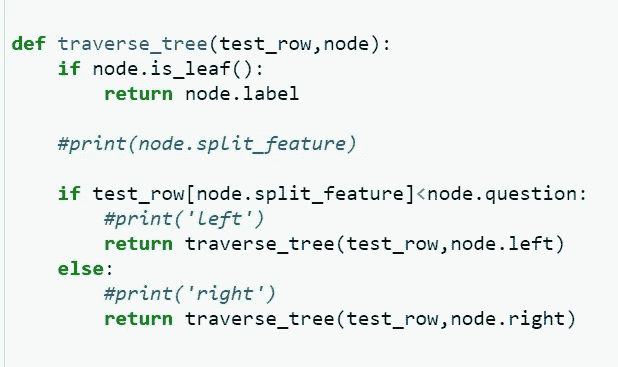 def traverse_tree(test_row,node):
    if node.is_leaf():
        return node.label
    #print(node.split_feature)
    if test_row[node.split_feature]<node.question:
        #print('left')
        return traverse_tree(test_row,node.left)
    else:
        #print('right')
        return traverse_tree(test_row,node.right)